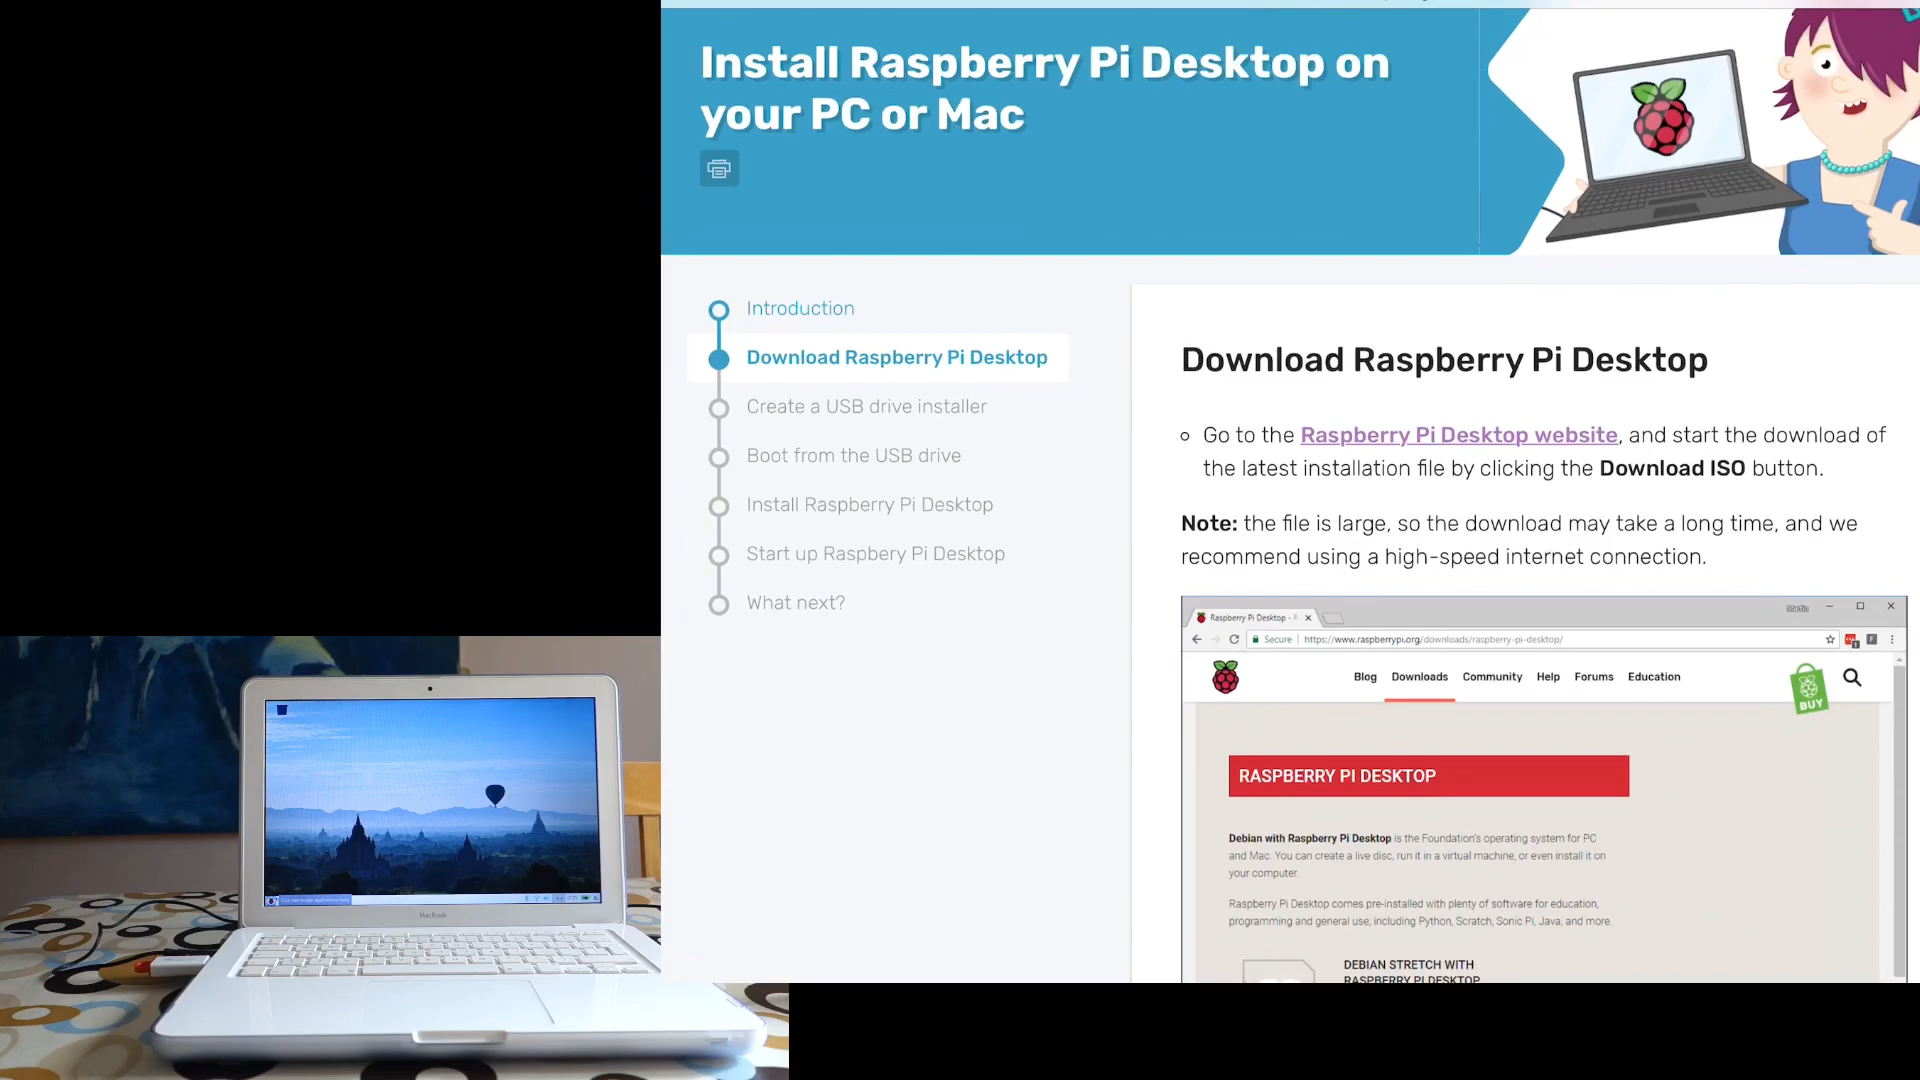 Install Raspberry Pi Desktop on
your PC or Mac
Introduction
Download Raspberry Pi Desktop
Create a USB drive installer
Boot from the USB drive
Install Raspberry Pi Desktop
Start up Raspbery Pi Desktop
What next?
Download Raspberry Pi Desktop
Go to the Raspberry Pi Desktop website, and start the download of
the latest installation file by clicking the Download ISO button.
Note: the file is large, so the download may take a long time, and we
recommend using a high-speed internet connection.
Raspberry Pi Desktop - R
Martin
Secure https://www.raspberrypi.org/downloads/raspberry-pi-desktop/
Blog Downloads Community Help Forums Education
BUY
RASPBERRY PI DESKTOP
Debian with Raspberry Pi Desktop is the Foundation's operating system for PC
and Mac. You can create a live disc, run it in a virtual machine, or even install it on
your computer.
Raspberry Pi Desktop comes pre-installed with plenty of software for education,
programming and general use; including Python, Scratch, Sonic Pi, Java, and more.
DEBIAN STRETCH WITH
RASPBERRY PI DESKTOP
MacBook